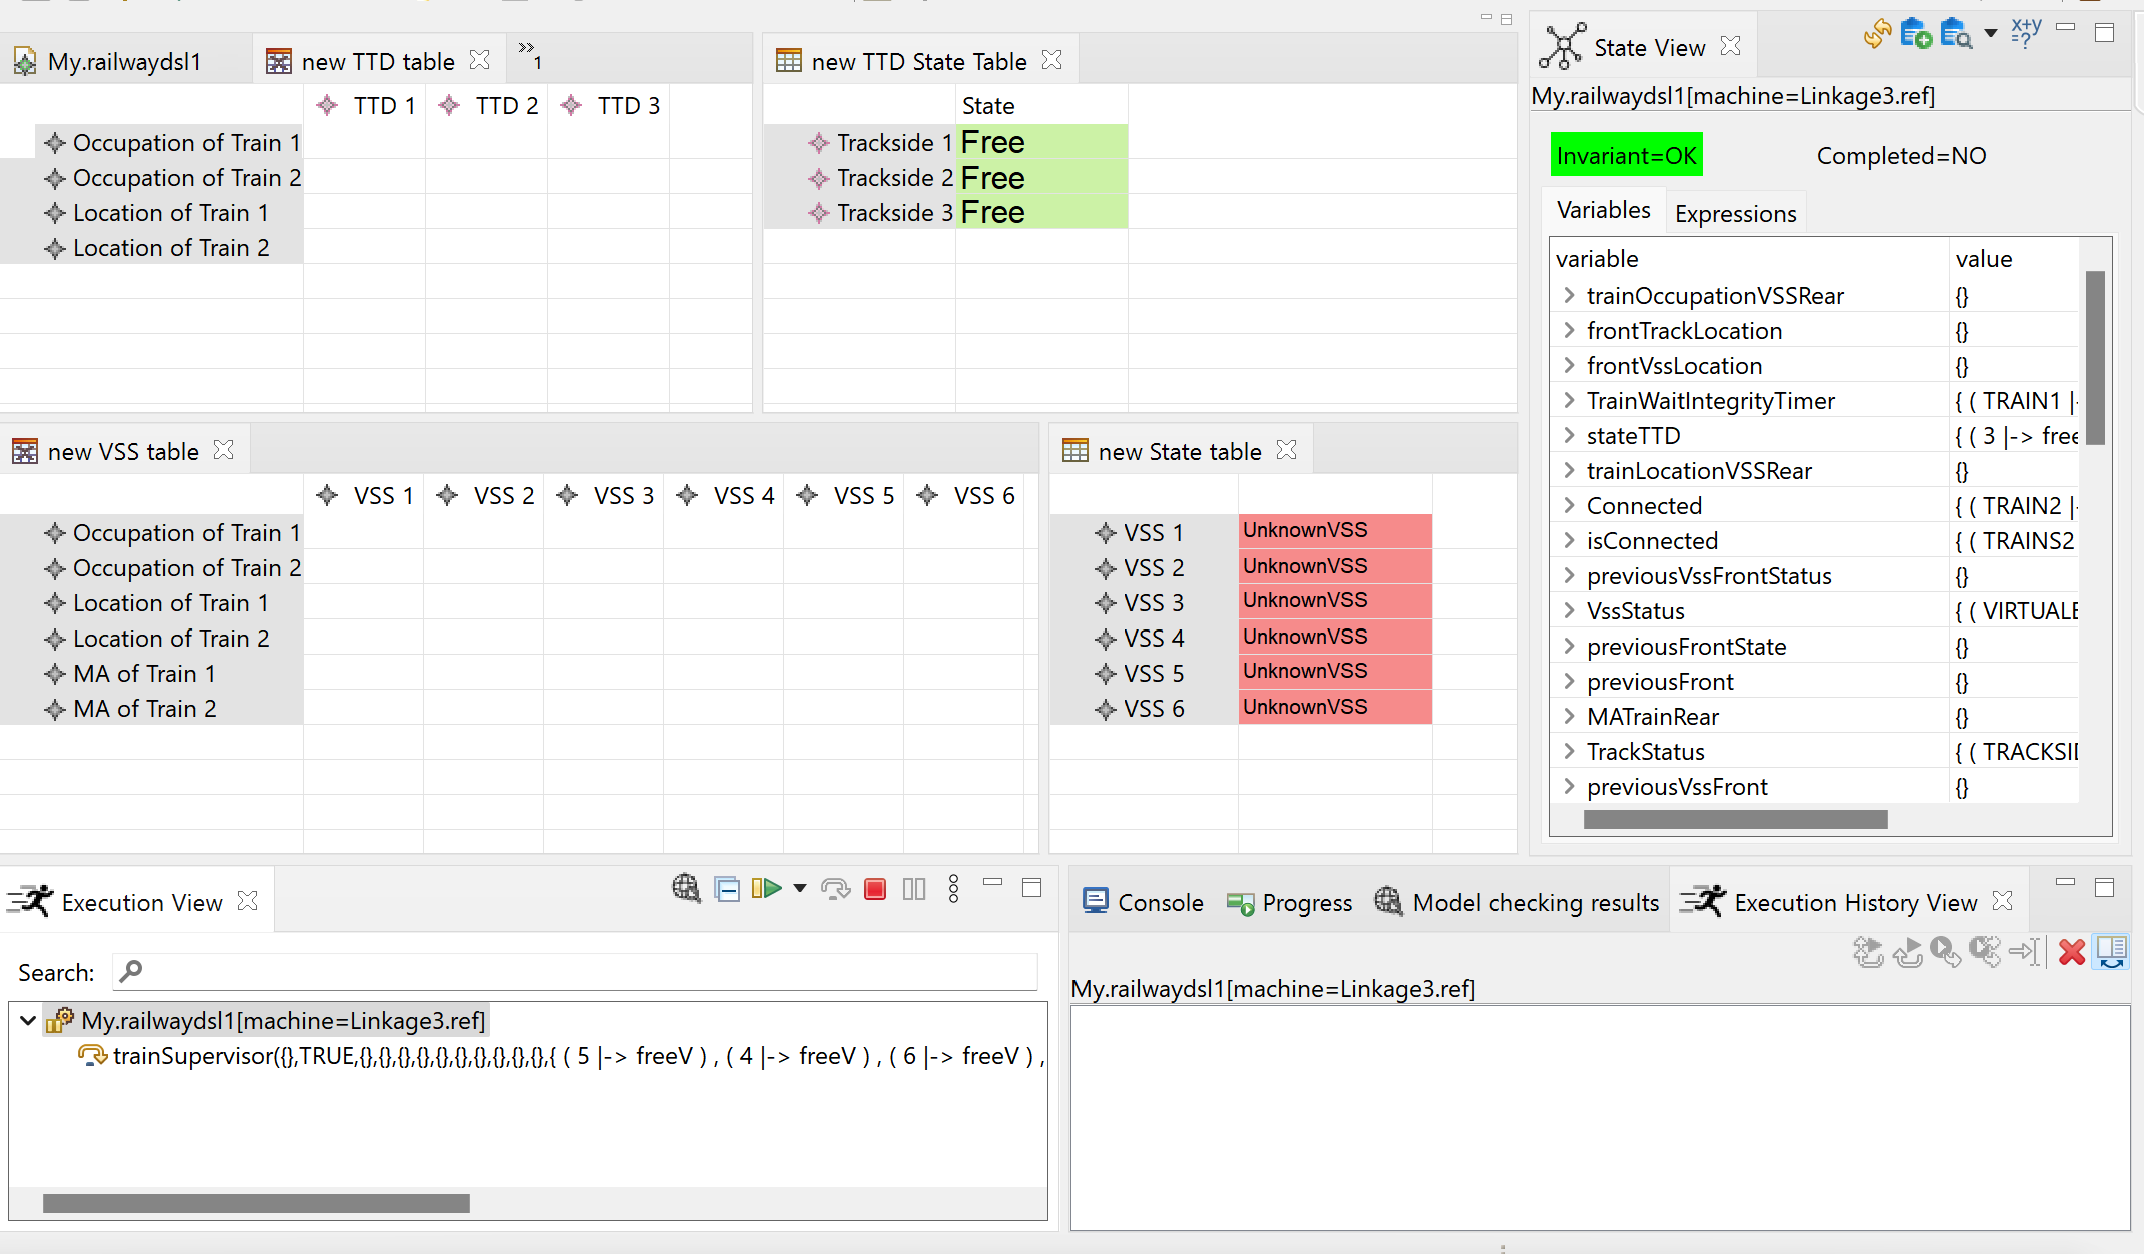 My.railwaydsl1
new TTD table
1
TTD 1 TTD 2 TTD 3
Occupation of Train 1
Occupation of Train 2
Location of Train 1
Location of Train 2
new TTD State Table
State
Trackside 1 Free
Trackside 2 Free
Trackside 3 Free
new VSS table
VSS 1 VSS 2 VSS 3 VSS 4 VSS 5 VSS 6
Occupation of Train 1
Occupation of Train 2
Location of Train 1
Location of Train 2
MA of Train 1
MA of Train 2
new State table
VSS 1 UnknownVSS
VSS 2 UnknownVSS
VSS 3 UnknownVSS
VSS 4 UnknownVSS
VSS 5 UnknownVSS
VSS 6 UnknownVSS
State View
x+y
=?
My.railwaydsl1[machine=Linkage3.ref]
Invariant=OK Completed=NO
Variables Expressions
variable value
trainOccupationVSSRear {}
frontTrackLocation {}
frontVssLocation {}
TrainWaitIntegrityTimer { ( TRAIN1 |-
stateTTD { ( 3 |-> free
trainLocationVSSRear {}
Connected { ( TRAIN2 |-
isConnected { ( TRAINS2
previousVssFrontStatus {}
VssStatus { ( VIRTUALE
previousFrontState {}
previousFront {}
MATrainRear {}
TrackStatus { ( TRACKSID
previousVssFront {}
Execution View
Search:
My.railwaydsl1[machine=Linkage3.ref]
trainSupervisor({},TRUE,{},{},{},{},{},{},{},{},{},{},{ ( 5 |-> freeV ) , ( 4 |-> freeV ) , ( 6 |-> freeV ) ,
Console Progress Model checking results Execution History View
My.railwaydsl1[machine=Linkage3.ref]